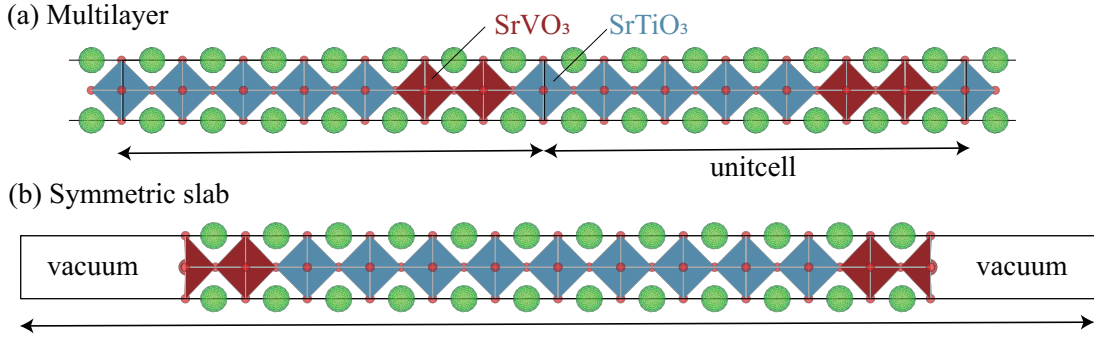 (a) Multilayer
SrVO₃
SrTiO₃
unitcell
(b) Symmetric slab
vacuum
vacuum